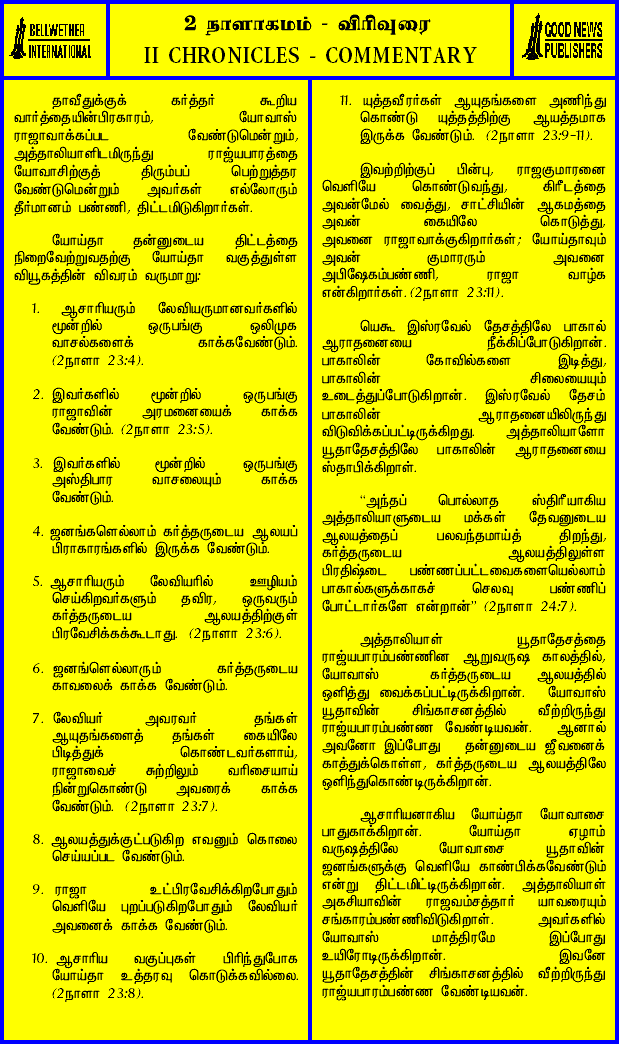 BELLWETHER
INTERNATIONAL
2 நாளாகமம் - விரிவுரை
II CHRONICLES - COMMENTARY
GOOD NEWS
PUBLISHERS
தாவீதுக்குக் கர்த்தர் கூறிய
வார்த்தையின்பிரகாரம், யோவாஸ்
ராஜாவாக்கப்பட வேண்டுமென்றும்,
அத்தாலியாளிடமிருந்து ராஜ்யபாரத்தை
யோவாசிற்குத் திரும்பப் பெற்றுத்தர
வேண்டுமென்றும் அவர்கள் எல்லோரும்
தீர்மானம் பண்ணி, திட்டமிடுகிறார்கள்.
யோய்தா தன்னுடைய திட்டத்தை
நிறைவேற்றுவதற்கு யோய்தா வகுத்துள்ள
வியூகத்தின் விவரம் வருமாறு:
1. ஆசாரியரும் லேவியருமானவர்களில்
மூன்றில் ஒருபங்கு ஒலிமுக
வாசல்களைக் காக்கவேண்டும்.
(2நாளா 23:4).
2. இவர்களில் மூன்றில் ஒருபங்கு
ராஜாவின் அரமனையைக் காக்க
வேண்டும். (2நாளா 23:5).
3. இவர்களில் மூன்றில் ஒருபங்கு
அஸ்திபார வாசலையும் காக்க
வேண்டும்.
4. ஜனங்களெல்லாம் கர்த்தருடைய ஆலயப்
பிராகாரங்களில் இருக்க வேண்டும்.
5. ஆசாரியரும் லேவியரில் ஊழியம்
செய்கிறவர்களும் தவிர, ஒருவரும்
கர்த்தருடைய ஆலயத்திற்குள்
பிரவேசிக்கக்கூடாது. (2நாளா 23:6).
6. ஜனங்ளெல்லாரும் கர்த்தருடைய
காவலைக் காக்க வேண்டும்.
7. லேவியர் அவரவர் தங்கள்
ஆயுதங்களைத் தங்கள் கையிலே
பிடித்துக் கொண்டவர்களாய்,
ராஜாவைச் சுற்றிலும் வரிசையாய்
நின்றுகொண்டு அவரைக் காக்க
வேண்டும். (2நாளா 23:7).
8. ஆலயத்துக்குட்படுகிற எவனும் கொலை
செய்யப்பட வேண்டும்.
9. ராஜா உட்பிரவேசிக்கிறபோதும்
வெளியே புறப்படுகிறபோதும் லேவியர்
அவனைக் காக்க வேண்டும்.
10. ஆசாரிய வகுப்புகள் பிரிந்துபோக
யோய்தா உத்தரவு கொடுக்கவில்லை.
(2நாளா 23:8).
11. யுத்தவீரர்கள் ஆயுதங்களை அணிந்து
கொண்டு யுத்தத்திற்கு ஆயத்தமாக
இருக்க வேண்டும். (2நாளா 23:9-11).
இவற்றிற்குப் பின்பு, ராஜகுமாரனை
வெளியே கொண்டுவந்து, கிரீடத்தை
அவன்மேல் வைத்து, சாட்சியின் ஆகமத்தை
அவன் கையிலே கொடுத்து,
அவனை ராஜாவாக்குகிறார்கள்; யோய்தாவும்
அவன் குமாரரும் அவனை
அபிஷேகம்பண்ணி, ராஜா வாழ்க
என்கிறார்கள். (2நாளா 23:11).
யெகூ இஸ்ரவேல் தேசத்திலே பாகால்
ஆராதனையை நீக்கிப்போடுகிறான்.
பாகாலின் கோவில்களை இடித்து,
பாகாலின் சிலையையும்
உடைத்துப்போடுகிறான். இஸ்ரவேல் தேசம்
பாகாலின் ஆராதனையிலிருந்து
விடுவிக்கப்பட்டிருக்கிறது. அத்தாலியாளோ
யூதாதேசத்திலே பாகாலின் ஆராதனையை
ஸ்தாபிக்கிறாள்.
“அந்தப் பொல்லாத ஸ்திரீயாகிய
அத்தாலியாளுடைய மக்கள் தேவனுடைய
ஆலயத்தைப் பலவந்தமாய்த் திறந்து,
கர்த்தருடைய ஆலயத்திலுள்ள
பிரதிஷ்டை பண்ணப்பட்டவைகளையெல்லாம்
பாகால்களுக்காகச் செலவு பண்ணிப்
போட்டார்களே என்றான்” (2நாளா 24:7).
அத்தாலியாள் யூதாதேசத்தை
ராஜ்யபாரம்பண்ணின ஆறுவருஷ காலத்தில்,
யோவாஸ் கர்த்தருடைய ஆலயத்தில்
ஒளித்து வைக்கப்பட்டிருக்கிறான். யோவாஸ்
யூதாவின் சிங்காசனத்தில் வீற்றிருந்து
ராஜ்யபாரம்பண்ண வேண்டியவன். ஆனால்
அவனோ இப்போது தன்னுடைய ஜீவனைக்
காத்துக்கொள்ள, கர்த்தருடைய ஆலயத்திலே
ஒளிந்துகொண்டிருக்கிறான்.
ஆசாரியனாகிய யோய்தா யோவாசை
பாதுகாக்கிறான். யோய்தா ஏழாம்
வருஷத்திலே யோவாசை யூதாவின்
ஜனங்களுக்கு வெளியே காண்பிக்கவேண்டும்
என்று திட்டமிட்டிருக்கிறான். அத்தாலியாள்
அகசியாவின் ராஜவம்சத்தார் யாவரையும்
சங்காரம்பண்ணிவிடுகிறாள். அவர்களில்
யோவாஸ் மாத்திரமே இப்போது
உயிரோடிருக்கிறான். இவனே
யூதாதேசத்தின் சிங்காசனத்தில் வீற்றிருந்து
ராஜ்யபாரம்பண்ண வேண்டியவன்.